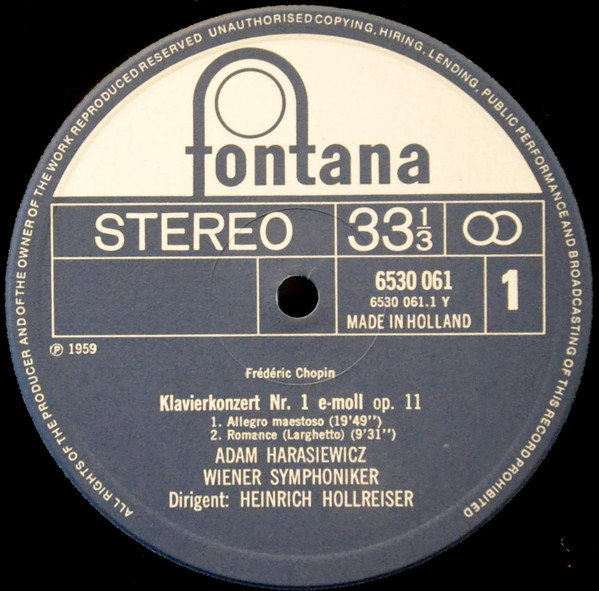 ALL RIGHTS OF THE PRODUCER AND OF THE OWNER OF THE WORK REPRODUCED RESERVED UNAUTHORISED COPYING, HIRING, LENDING, PUBLIC PERFORMANCE AND BROADCASTING OF THIS RECORD PROHIBITED
fontana
STEREO 33 1/3
6530 061
6530 061.1 Y
MADE IN HOLLAND
1
℗ 1959
Frédéric Chopin
Klavierkonzert Nr. 1 e-moll op. 11
1. Allegro maestoso (19'49'')
2. Romance (Larghetto) (9'31'')
ADAM HARASIEWICZ
WIENER SYMPHONIKER
Dirigent: HEINRICH HOLLREISER